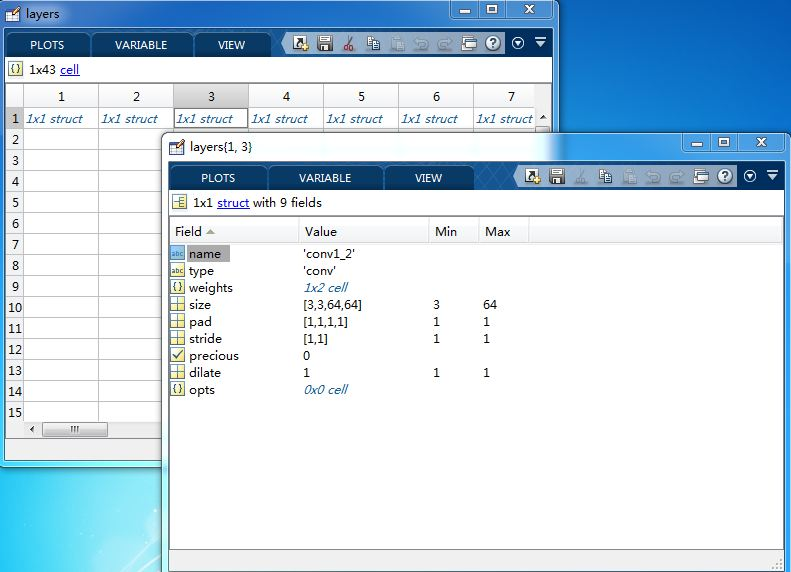 layers
PLOTS VARIABLE VIEW
1x43 cell
1 2 3 4 5 6 7
1 1x1 struct 1x1 struct 1x1 struct 1x1 struct 1x1 struct 1x1 struct 1x1 struct
2
3
4
5
6
7
8
9
10
11
12
13
14
15
layers{1, 3}
PLOTS VARIABLE VIEW
1x1 struct with 9 fields
Field Value Min Max
name 'conv1_2'
type 'conv'
weights 1x2 cell
size [3,3,64,64] 3 64
pad [1,1,1,1] 1 1
stride [1,1] 1 1
precious 0
dilate 1 1 1
opts 0x0 cell